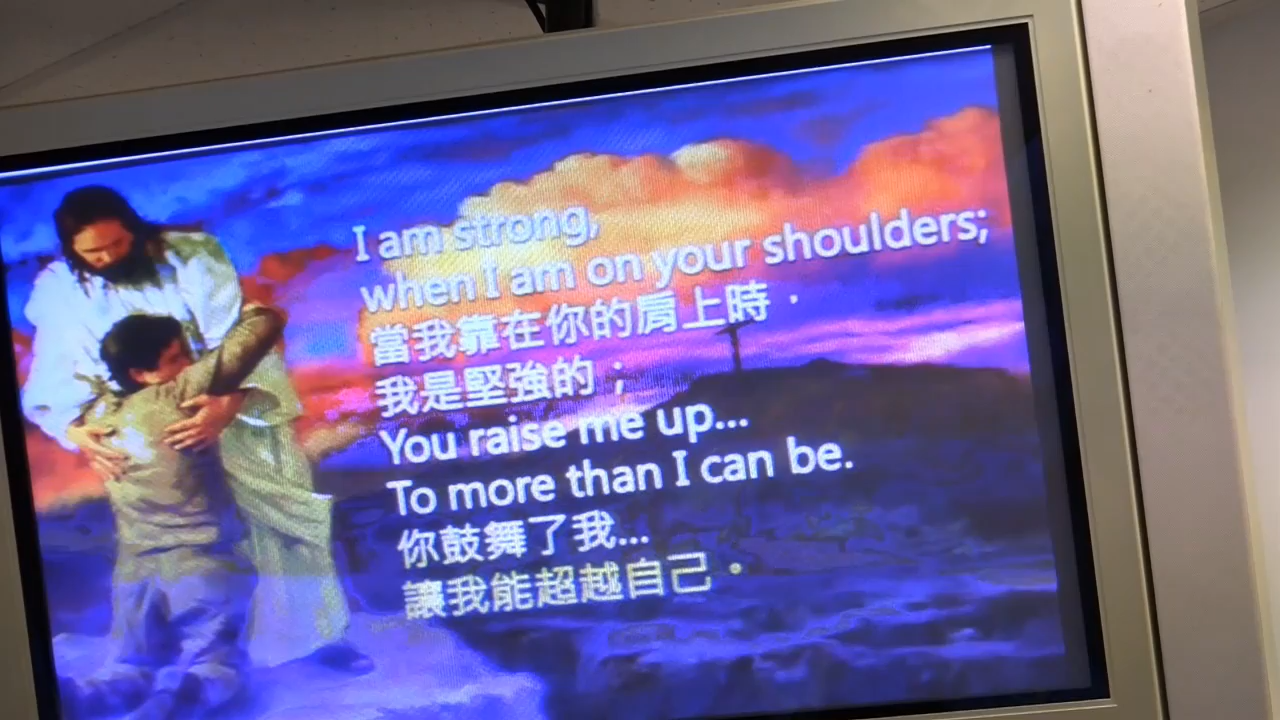 I am strong,
when I am on your shoulders;
當我靠在你的肩上時．
我是堅強的；
You raise me up...
To more than I can be.
你鼓舞了我...
讓我能超越自己。